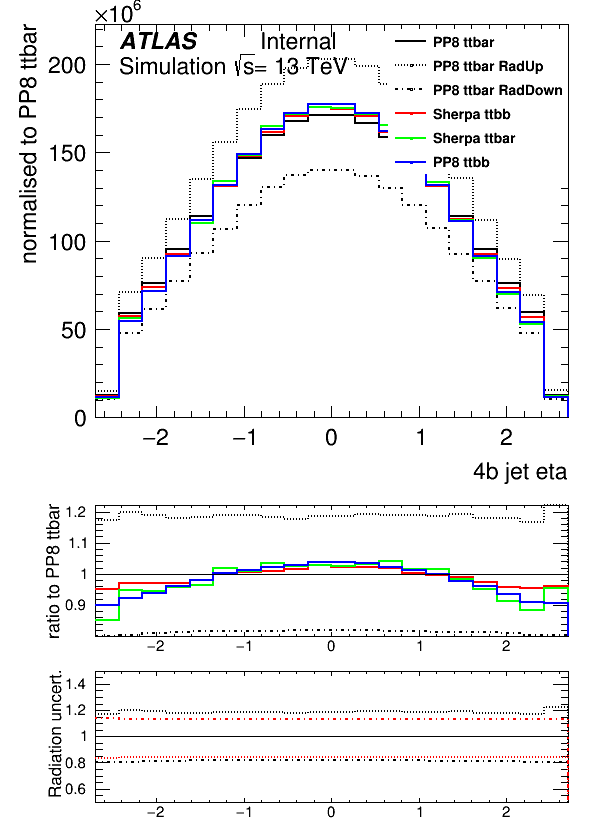 ×10⁶
ATLAS Internal
Simulation √s= 13 TeV
PP8 ttbar
PP8 ttbar RadUp
PP8 ttbar RadDown
Sherpa ttbb
Sherpa ttbar
PP8 ttbb
normalised to PP8 ttbar
200
150
100
50
0
−2 −1 0 1 2
4b jet eta
ratio to PP8 ttbar
1.2
1.1
1
0.9
−2 −1 0 1 2
Radiation uncert.
1.4
1.2
1
0.8
0.6
−2 −1 0 1 2